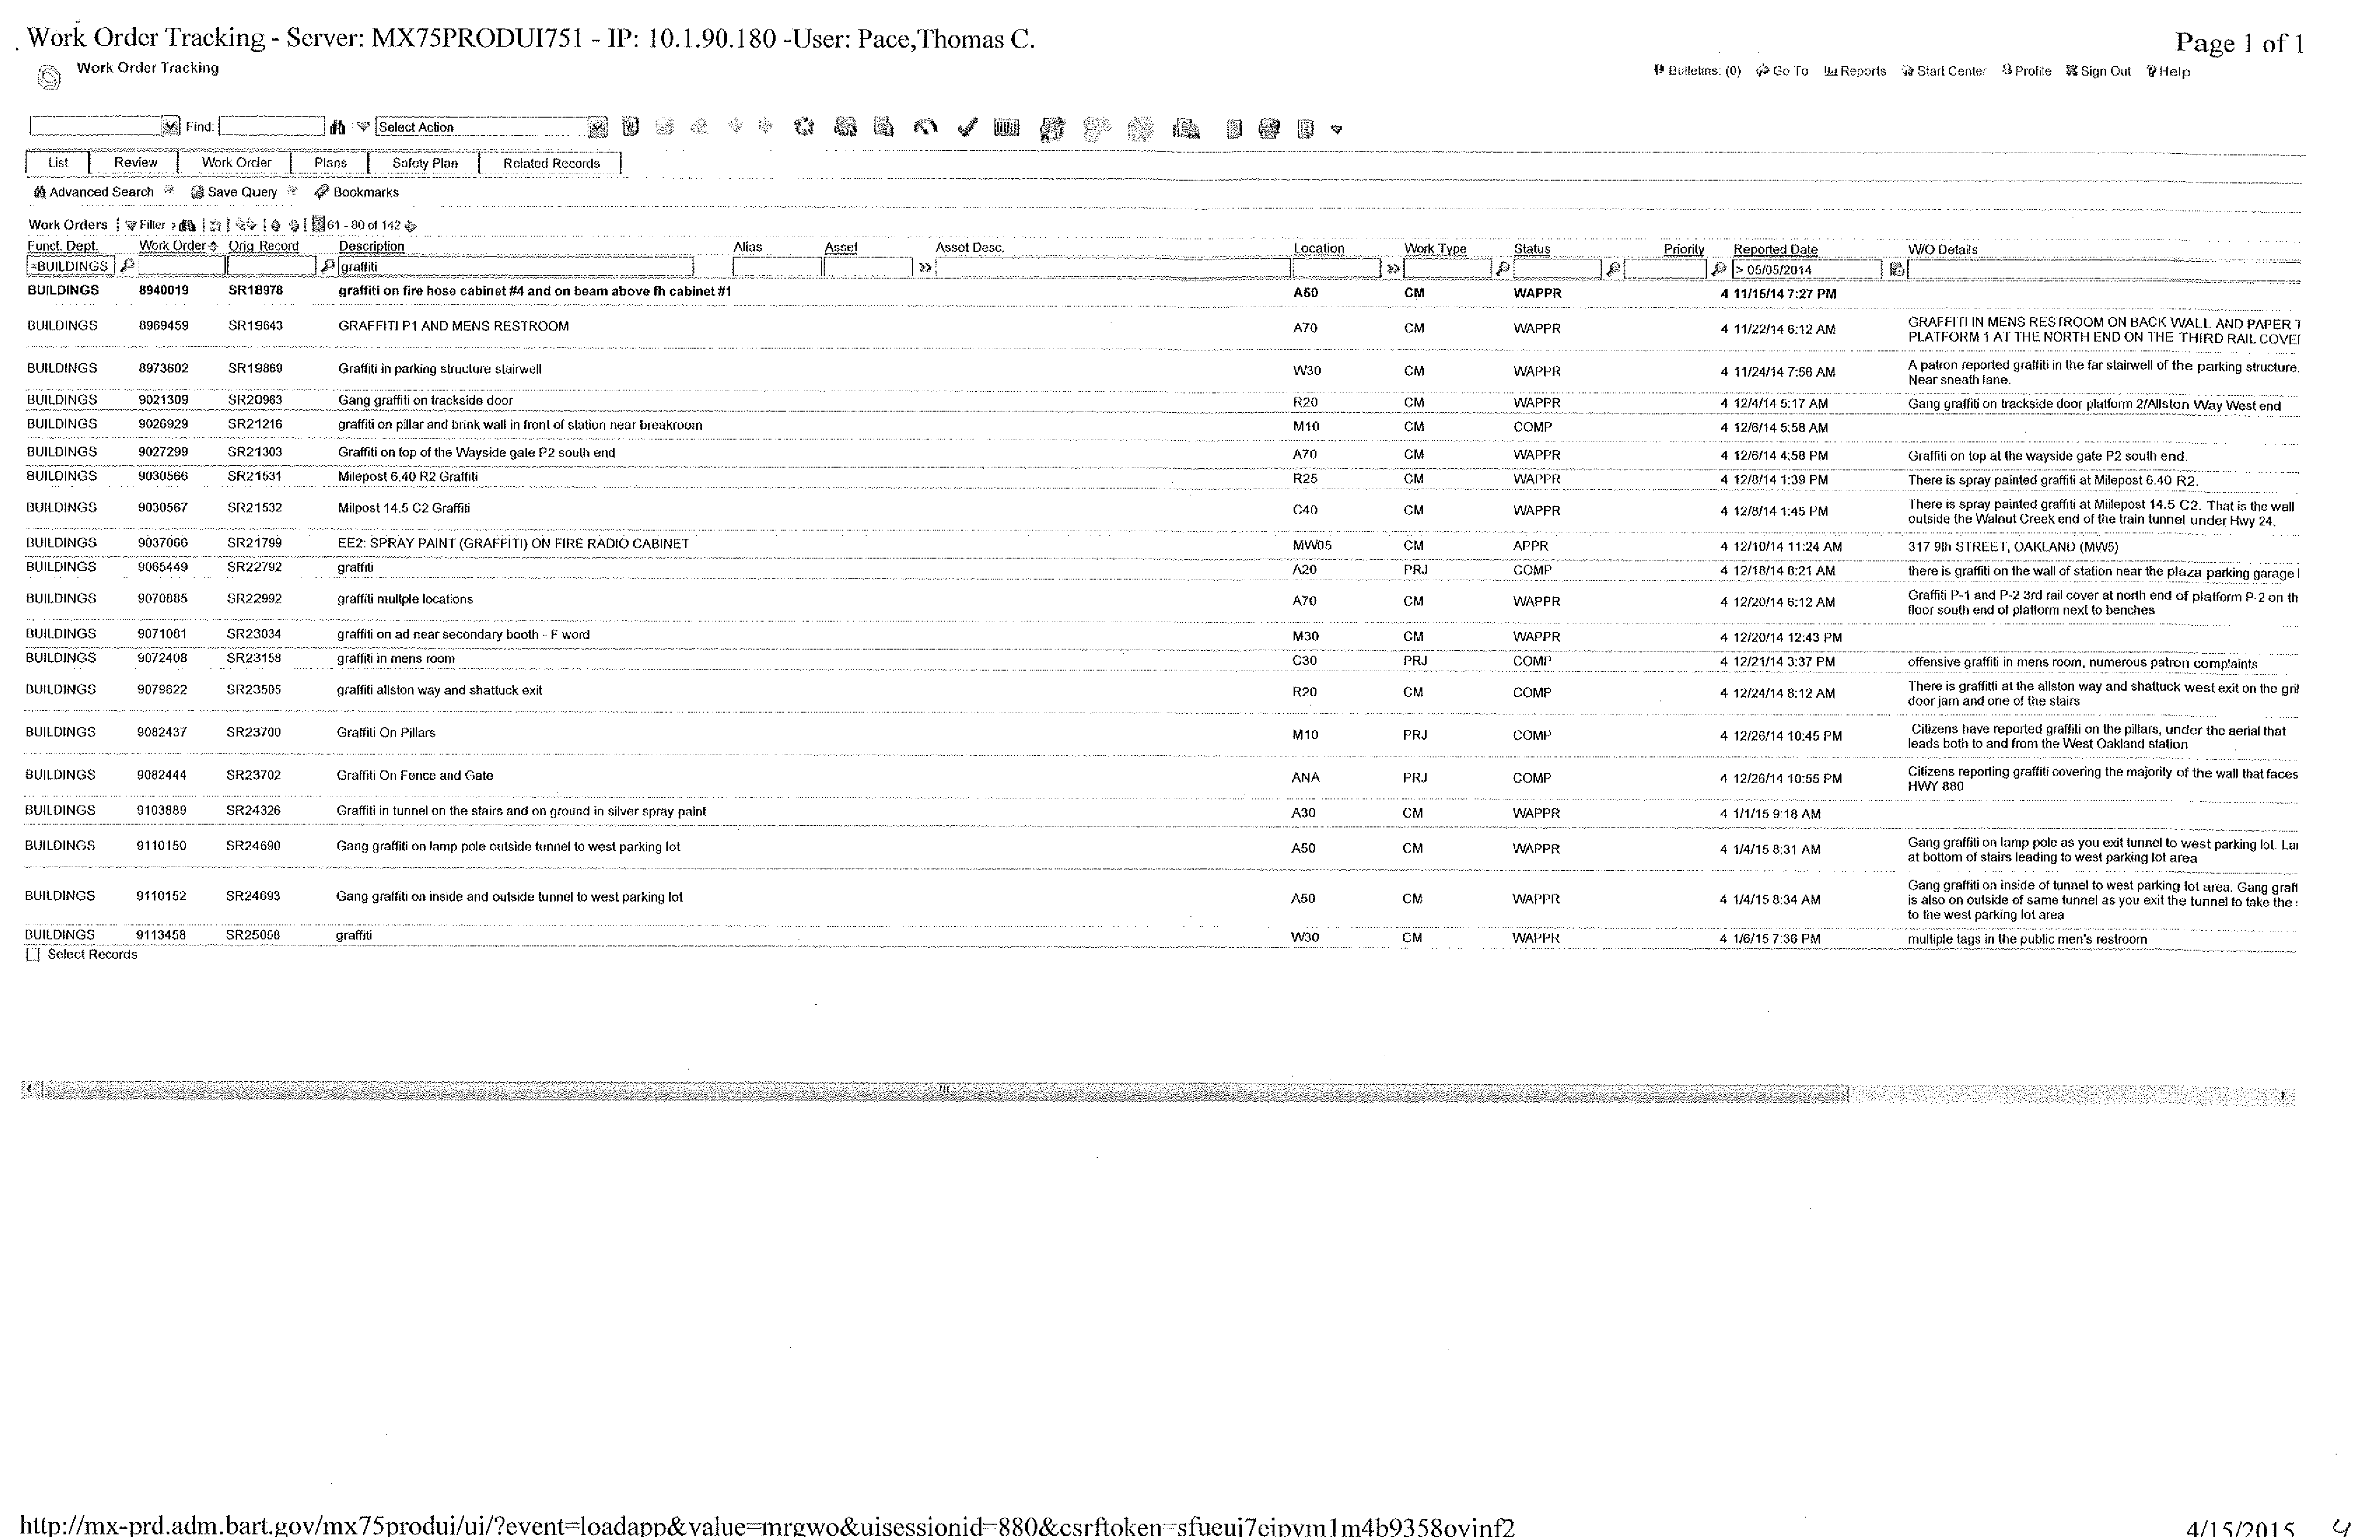 Work Order Tracking - Server: MX75PRODUI751 - IP: 10.1.90.180 -User: Pace,Thomas C. Page 1 of 1
Work Order Tracking Bulletins: (0) Go To Reports Start Center Profile Sign Out Help
Find: Select Action
List Review Work Order Plans Safety Plan Related Records
Advanced Search Save Query Bookmarks
Work Orders Filter 61 - 80 of 142
Funct. Dept. Work Order Orig Record Description Alias Asset Asset Desc. Location Work Type Status Priority Reported Date W/O Details
=BUILDINGS graffiti > 05/05/2014
BUILDINGS 8940019 SR18978 graffiti on fire hose cabinet #4 and on beam above fh cabinet #1 A60 CM WAPPR 4 11/15/14 7:27 PM
BUILDINGS 8969459 SR19643 GRAFFITI P1 AND MENS RESTROOM A70 CM WAPPR 4 11/22/14 6:12 AM GRAFFITI IN MENS RESTROOM ON BACK WALL AND PAPER
PLATFORM 1 AT THE NORTH END ON THE THIRD RAIL COVE
BUILDINGS 8973602 SR19869 Graffiti in parking structure stairwell W30 CM WAPPR 4 11/24/14 7:56 AM A patron reported graffiti in the far stairwell of the parking structure.
Near sneath lane.
BUILDINGS 9021309 SR20963 Gang graffiti on trackside door R20 CM WAPPR 4 12/4/14 5:17 AM Gang graffiti on trackside door platform 2/Allston Way West end
BUILDINGS 9026929 SR21216 graffiti on pillar and brink wall in front of station near breakroom M10 CM COMP 4 12/6/14 5:58 AM
BUILDINGS 9027299 SR21303 Graffiti on top of the Wayside gate P2 south end A70 CM WAPPR 4 12/6/14 4:58 PM Graffiti on top at the wayside gate P2 south end.
BUILDINGS 9030566 SR21531 Milepost 6.40 R2 Graffiti R25 CM WAPPR 4 12/8/14 1:39 PM There is spray painted graffiti at Milepost 6.40 R2.
BUILDINGS 9030567 SR21532 Milpost 14.5 C2 Graffiti C40 CM WAPPR 4 12/8/14 1:45 PM There is spray painted graffiti at Milepost 14.5 C2. That is the wall
outside the Walnut Creek end of the train tunnel under Hwy 24.
BUILDINGS 9037066 SR21799 EE2: SPRAY PAINT (GRAFFITI) ON FIRE RADIO CABINET MW05 CM APPR 4 12/10/14 11:24 AM 317 9th STREET, OAKLAND (MW5)
BUILDINGS 9065449 SR22792 graffiti A20 PRJ COMP 4 12/18/14 8:21 AM there is graffiti on the wall of station near the plaza parking garage
BUILDINGS 9070885 SR22992 graffiti multple locations A70 CM WAPPR 4 12/20/14 6:12 AM Graffiti P-1 and P-2 3rd rail cover at north end of platform P-2 on th
floor south end of platform next to benches
BUILDINGS 9071081 SR23034 graffiti on ad near secondary booth - F word M30 CM WAPPR 4 12/20/14 12:43 PM
BUILDINGS 9072408 SR23158 graffiti in mens room C30 PRJ COMP 4 12/21/14 3:37 PM offensive graffiti in mens room, numerous patron complaints
BUILDINGS 9079622 SR23505 graffiti allston way and shattuck exit R20 CM COMP 4 12/24/14 8:12 AM There is graffiti at the allston way and shattuck west exit on the gril
door jam and one of the stairs
BUILDINGS 9082437 SR23700 Graffiti On Pillars M10 PRJ COMP 4 12/26/14 10:45 PM Citizens have reported graffiti on the pillars, under the aerial that
leads both to and from the West Oakland station
BUILDINGS 9082444 SR23702 Graffiti On Fence and Gate ANA PRJ COMP 4 12/26/14 10:55 PM Citizens reporting graffiti covering the majority of the wall that faces
HWY 880
BUILDINGS 9103889 SR24326 Graffiti in tunnel on the stairs and on ground in silver spray paint A30 CM WAPPR 4 1/1/15 9:18 AM
BUILDINGS 9110150 SR24690 Gang graffiti on lamp pole outside tunnel to west parking lot A50 CM WAPPR 4 1/4/15 8:31 AM Gang graffiti on lamp pole as you exit tunnel to west parking lot. Lar
at bottom of stairs leading to west parking lot area
BUILDINGS 9110152 SR24693 Gang graffiti on inside and outside tunnel to west parking lot A50 CM WAPPR 4 1/4/15 8:34 AM Gang graffiti on inside of tunnel to west parking lot area. Gang graff
is also on outside of same tunnel as you exit the tunnel to take the
to the west parking lot area
BUILDINGS 9113458 SR25058 graffiti W30 CM WAPPR 4 1/6/15 7:36 PM multiple tags in the public men's restroom
Select Records
http://mx-prd.adm.bart.gov/mx75produi/ui/?event=loadapp&value=mrgwo&uisessionid=880&csrftoken=sfueui7eipvm1m4b9358ovinf2 4/15/2015 4